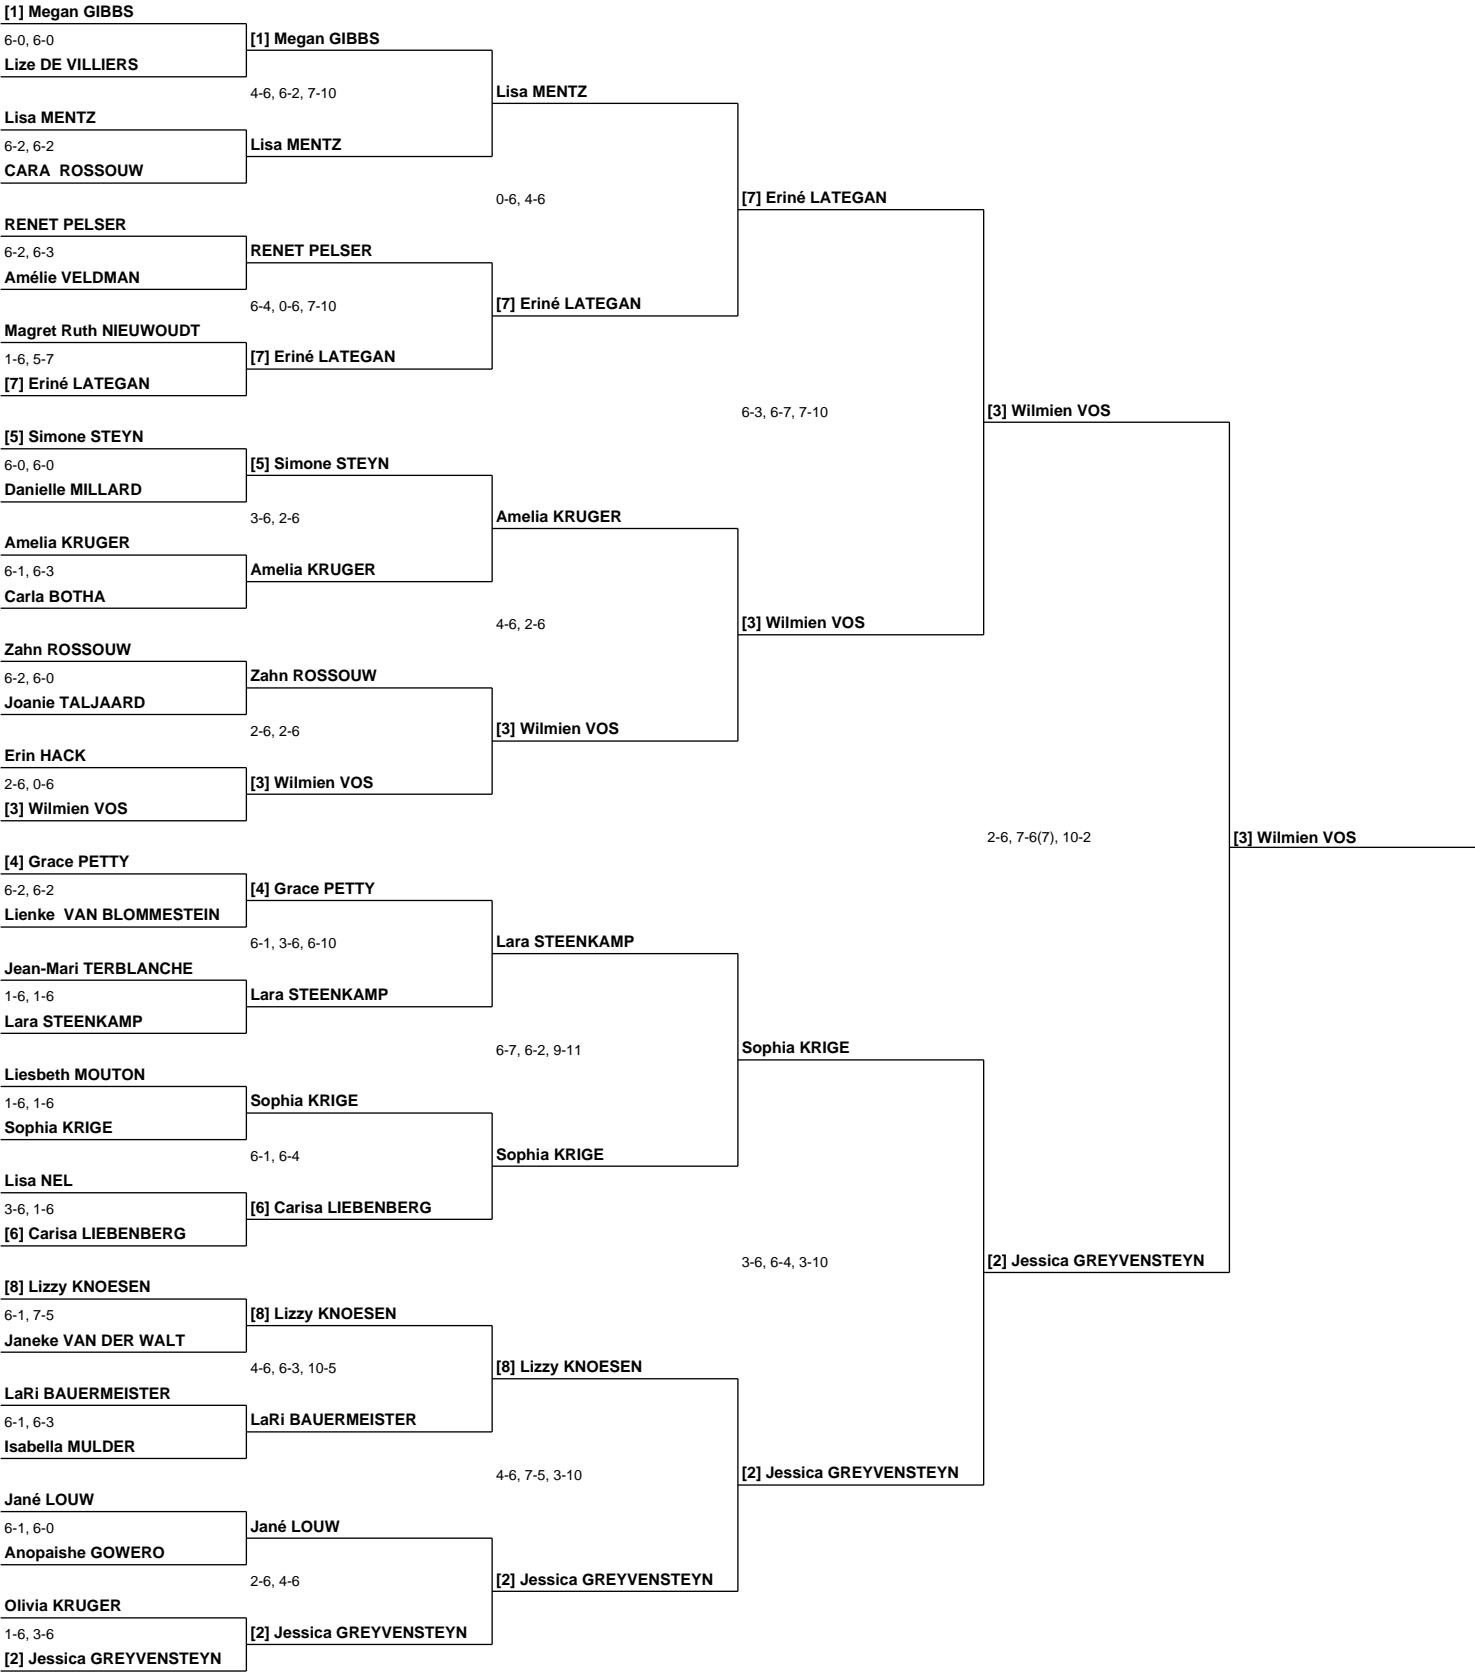 [1] Megan GIBBS
6-0, 6-0
[1] Megan GIBBS
Lize DE VILLIERS
4-6, 6-2, 7-10
Lisa MENTZ
Lisa MENTZ
6-2, 6-2
Lisa MENTZ
CARA  ROSSOUW
0-6, 4-6
[7] Eriné LATEGAN
RENET PELSER
6-2, 6-3
RENET PELSER
Amélie VELDMAN
6-4, 0-6, 7-10
[7] Eriné LATEGAN
Magret Ruth NIEUWOUDT
1-6, 5-7
[7] Eriné LATEGAN
[7] Eriné LATEGAN
6-3, 6-7, 7-10
[3] Wilmien VOS
[5] Simone STEYN
6-0, 6-0
[5] Simone STEYN
Danielle MILLARD
3-6, 2-6
Amelia KRUGER
Amelia KRUGER
6-1, 6-3
Amelia KRUGER
Carla BOTHA
4-6, 2-6
[3] Wilmien VOS
Zahn ROSSOUW
6-2, 6-0
Zahn ROSSOUW
Joanie TALJAARD
2-6, 2-6
[3] Wilmien VOS
Erin HACK
2-6, 0-6
[3] Wilmien VOS
[3] Wilmien VOS
2-6, 7-6(7), 10-2
[3] Wilmien VOS
[4] Grace PETTY
6-2, 6-2
[4] Grace PETTY
Lienke  VAN BLOMMESTEIN
6-1, 3-6, 6-10
Lara STEENKAMP
Jean-Mari TERBLANCHE
1-6, 1-6
Lara STEENKAMP
Lara STEENKAMP
6-7, 6-2, 9-11
Sophia KRIGE
Liesbeth MOUTON
1-6, 1-6
Sophia KRIGE
Sophia KRIGE
6-1, 6-4
Sophia KRIGE
Lisa NEL
3-6, 1-6
[6] Carisa LIEBENBERG
[6] Carisa LIEBENBERG
3-6, 6-4, 3-10
[2] Jessica GREYVENSTEYN
[8] Lizzy KNOESEN
6-1, 7-5
[8] Lizzy KNOESEN
Janeke VAN DER WALT
4-6, 6-3, 10-5
[8] Lizzy KNOESEN
LaRi BAUERMEISTER
6-1, 6-3
LaRi BAUERMEISTER
Isabella MULDER
4-6, 7-5, 3-10
[2] Jessica GREYVENSTEYN
Jané LOUW
6-1, 6-0
Jané LOUW
Anopaishe GOWERO
2-6, 4-6
[2] Jessica GREYVENSTEYN
Olivia KRUGER
1-6, 3-6
[2] Jessica GREYVENSTEYN
[2] Jessica GREYVENSTEYN